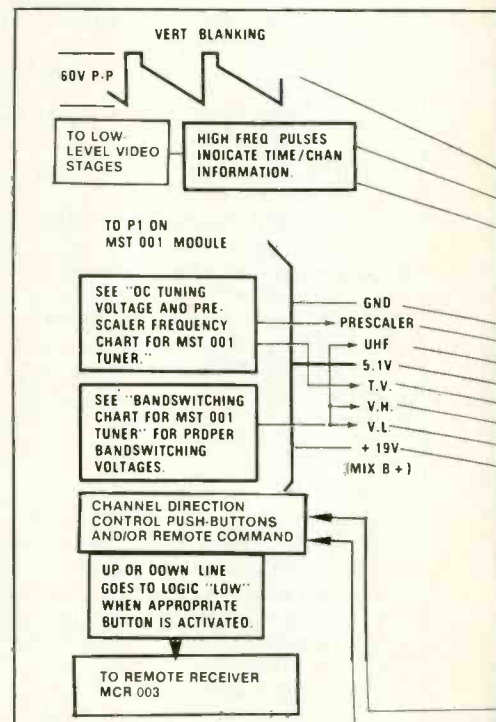 VERT BLANKING
60V P-P
TO LOW-
LEVEL VIDEO
STAGES
HIGH FREQ PULSES
INDICATE TIME/CHAN
INFORMATION.
TO P1 ON
MST 001 MODULE
SEE "OC TUNING
VOLTAGE AND PRE-
SCALER FREQUENCY
CHART FOR MST 001
TUNER."
SEE "BANDSWITCHING
CHART FOR MST 001
TUNER" FOR PROPER
BANDSWITCHING
VOLTAGES.
GND
PRESCALER
UHF
5.1V
T.V.
V.H.
V.L
+ 19V
(MIX B +)
CHANNEL DIRECTION
CONTROL PUSH-BUTTONS
AND/OR REMOTE COMMAND
UP OR DOWN LINE
GOES TO LOGIC "LOW"
WHEN APPROPRIATE
BUTTON IS ACTIVATED.
TO REMOTE RECEIVER
MCR 003